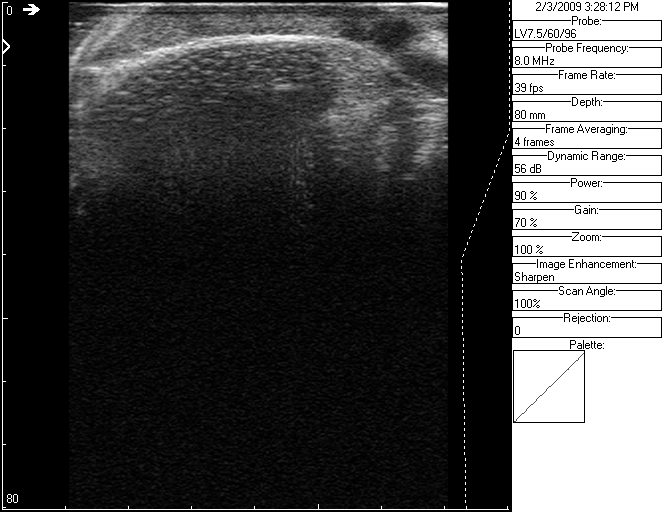 0
80
2/3/2009 3:28:12 PM
Probe:
LV7.5/60/96
Probe Frequency:
8.0 MHz
Frame Rate:
39 fps
Depth:
80 mm
Frame Averaging:
4 frames
Dynamic Range:
56 dB
Power:
90 %
Gain:
70 %
Zoom:
100 %
Image Enhancement:
Sharpen
Scan Angle:
100%
Rejection:
0
Palette: